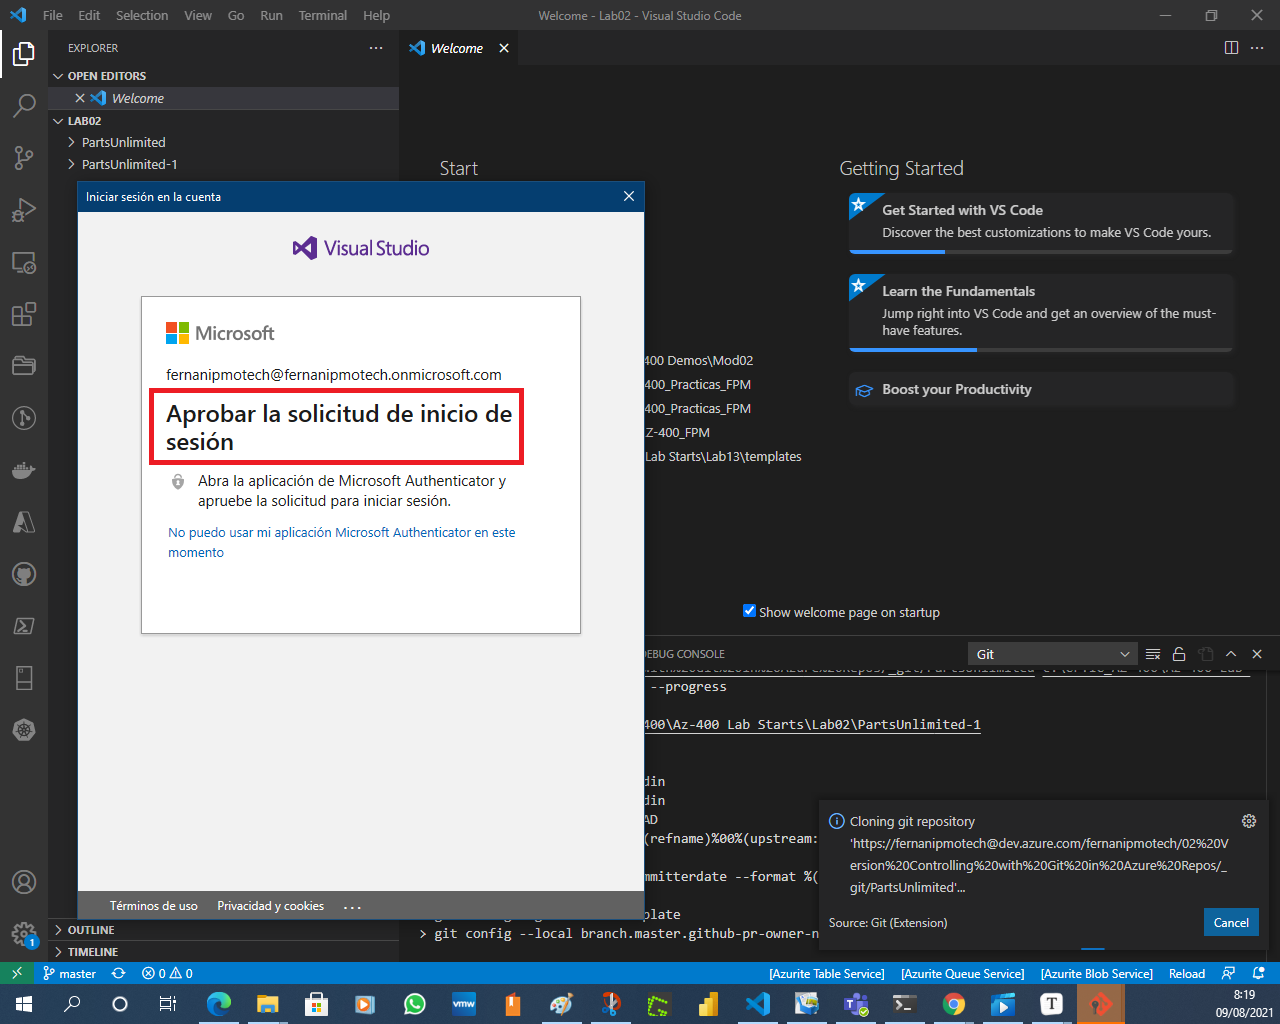 File Edit Selection View Go Run Terminal Help
Welcome - Lab02 - Visual Studio Code
EXPLORER
Welcome
OPEN EDITORS
Welcome
LAB02
PartsUnlimited
PartsUnlimited-1
Start
Getting Started
Get Started with VS Code
Discover the best customizations to make VS Code yours.
Learn the Fundamentals
Jump right into VS Code and get an overview of the must-
have features.
Boost your Productivity
400 Demos\Mod02
400_Practicas_FPM
400_Practicas_FPM
Z-400_FPM
Lab Starts\Lab13\templates
Show welcome page on startup
Iniciar sesión en la cuenta
Visual Studio
Microsoft
fernanipmotech@fernanipmotech.onmicrosoft.com
Aprobar la solicitud de inicio de
sesión
Abra la aplicación de Microsoft Authenticator y
apruebe la solicitud para iniciar sesión.
No puedo usar mi aplicación Microsoft Authenticator en este
momento
Términos de uso Privacidad y cookies ...
DEBUG CONSOLE
Git
--progress
400\Az-400 Lab Starts\Lab02\PartsUnlimited-1
din
din
AD
(refname)%00%(upstream:
mmitterdate --format %(
plate
> git config --local branch.master.github-pr-owner-n
Cloning git repository
'https://fernanipmotech@dev.azure.com/fernanipmotech/02%20V
ersion%20Controlling%20with%20Git%20in%20Azure%20Repos/_
git/PartsUnlimited'...
Source: Git (Extension)
Cancel
OUTLINE
TIMELINE
1
master 0 0
[Azurite Table Service] [Azurite Queue Service] [Azurite Blob Service] Reload
vmw
T
8:19
09/08/2021